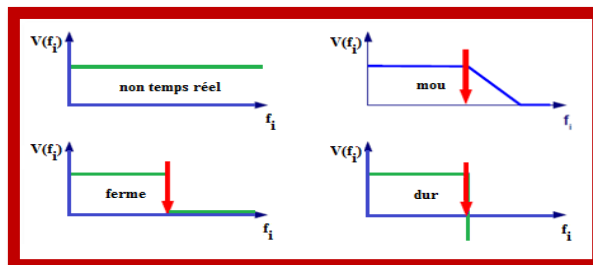 V(fi)
non temps réel
fi
V(fi)
mou
fi
V(fi)
ferme
fi
V(fi)
dur
fi